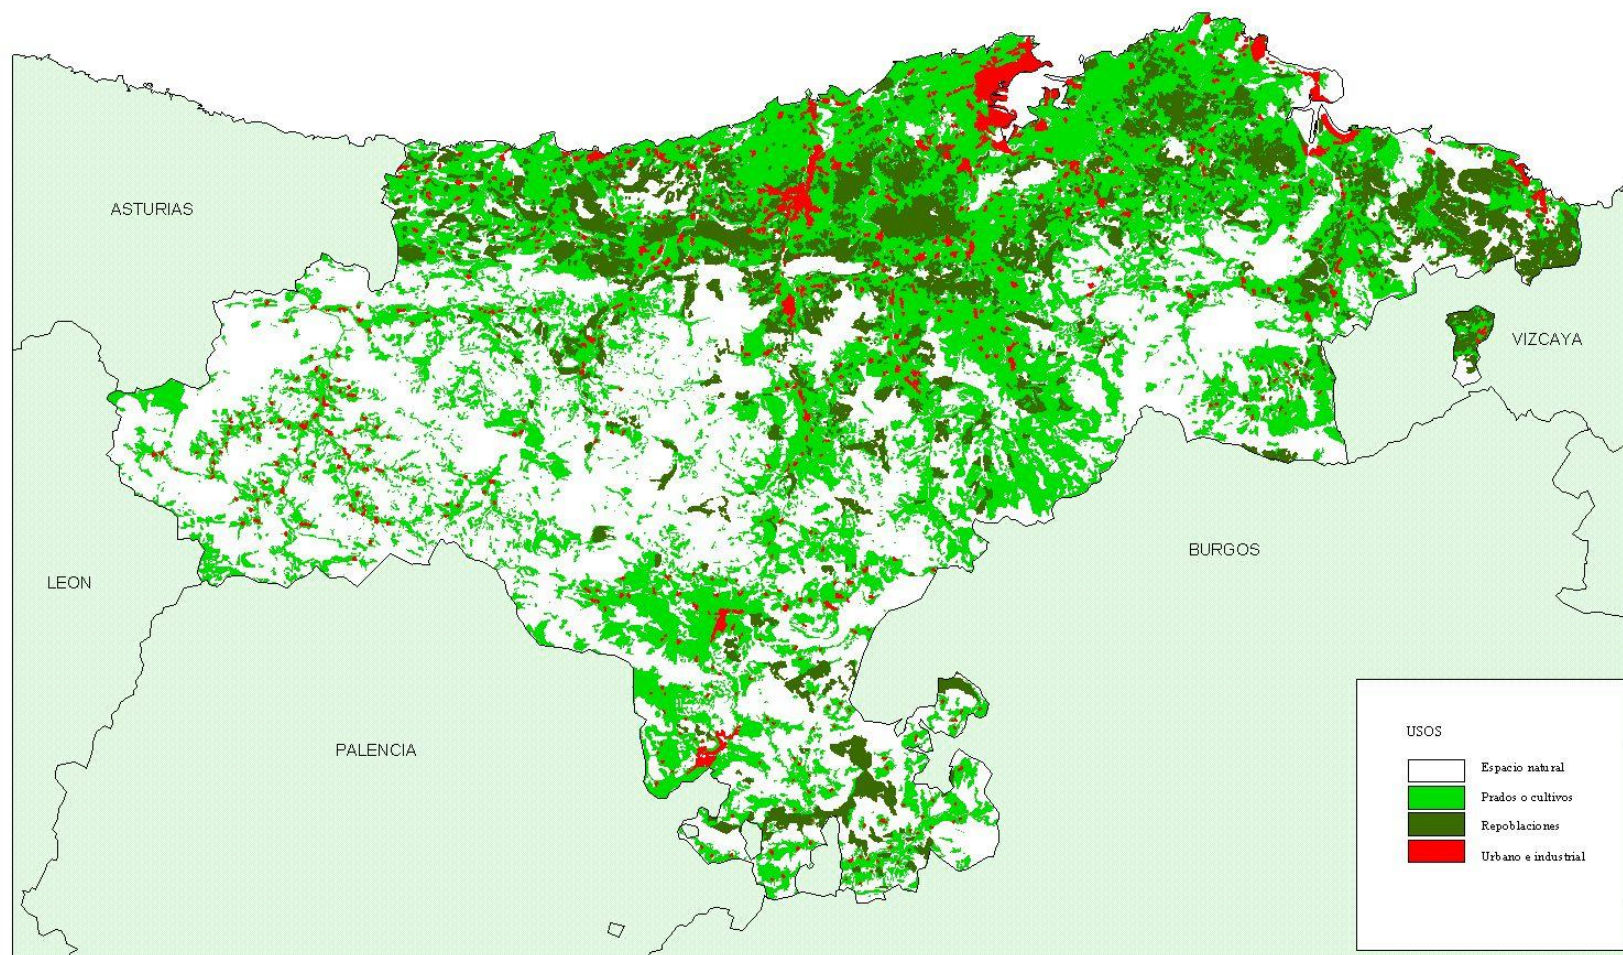 ASTURIAS
VIZCAYA
LEON
BURGOS
PALENCIA
USOS
Espacio natural
Prados o cultivos
Repoblaciones
Urbano e industrial